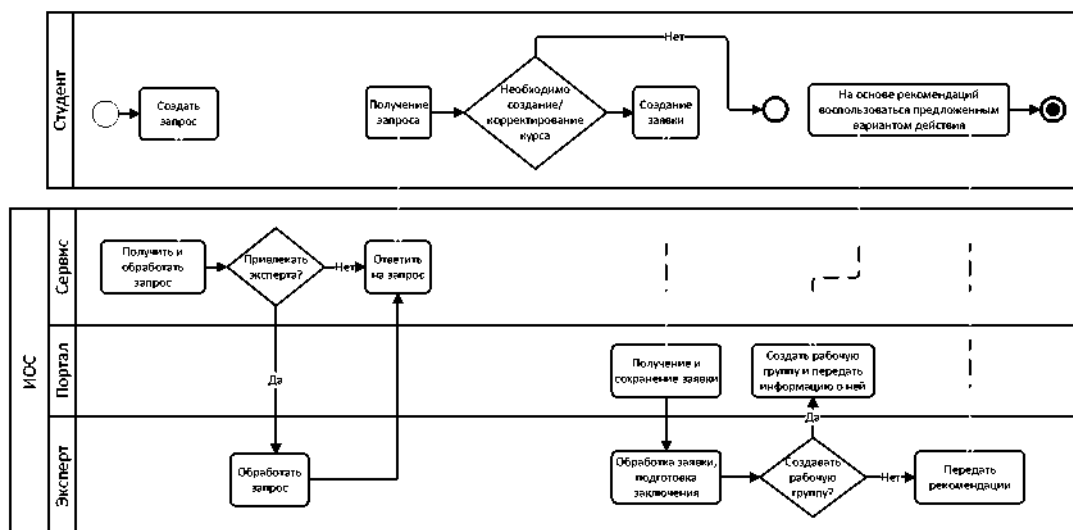 Студент
Создать
запрос
Получение
запроса
Необходимо
создание/
корректирование
курса
Нет
Создание
заявки
На основе рекомендаций
воспользоваться предложенным
вариантом действия
ИОС
Сервис
Получить и
обработать
запрос
Привлекать
эксперта?
Нет
Ответить
на запрос
Портал
Да
Получение и
сохранение заявки
Создать рабочую
группу и передать
информацию о ней
Эксперт
Обработать
запрос
Обработка заявки,
подготовка
заключения
Да
Создавать
рабочую
группу?
Нет
Передать
рекомендации